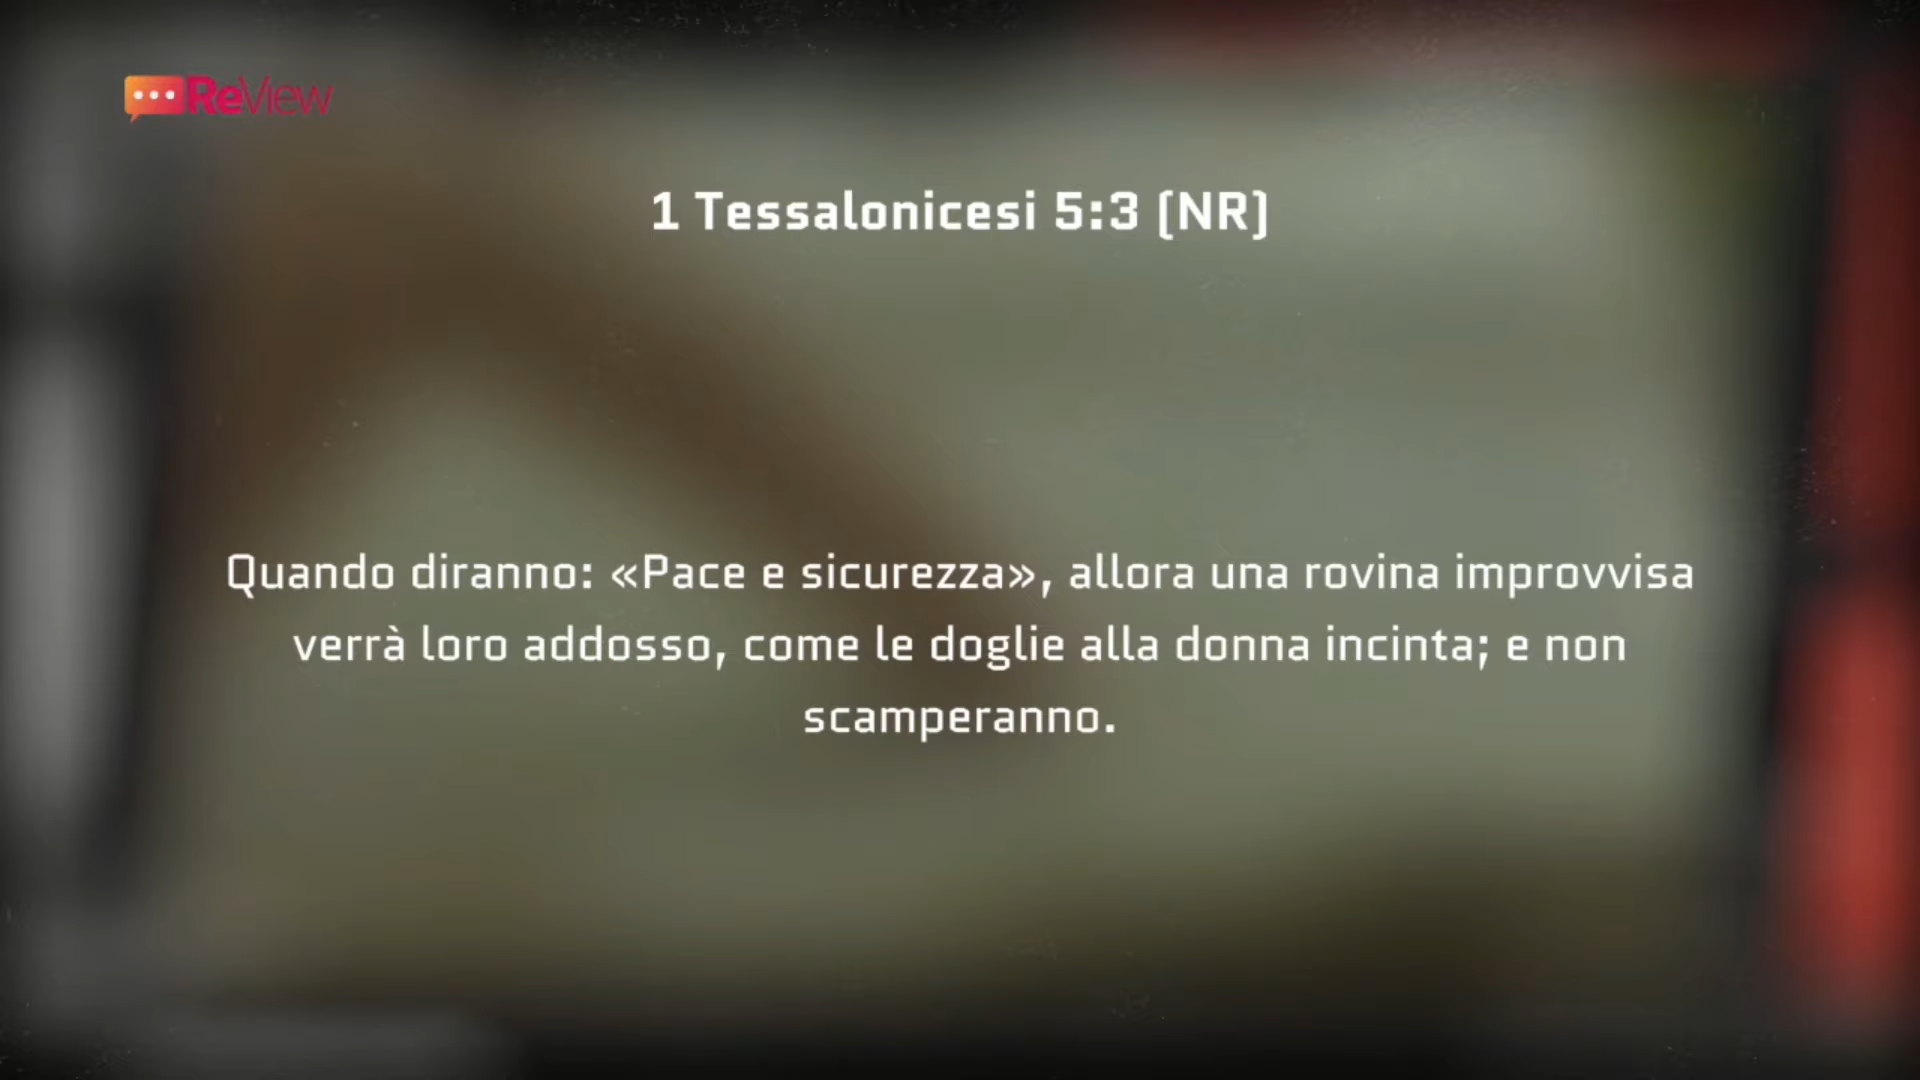 ReView
1 Tessalonicesi 5:3 (NR)
Quando diranno: «Pace e sicurezza», allora una rovina improvvisa
verrà loro addosso, come le doglie alla donna incinta; e non
scamperanno.